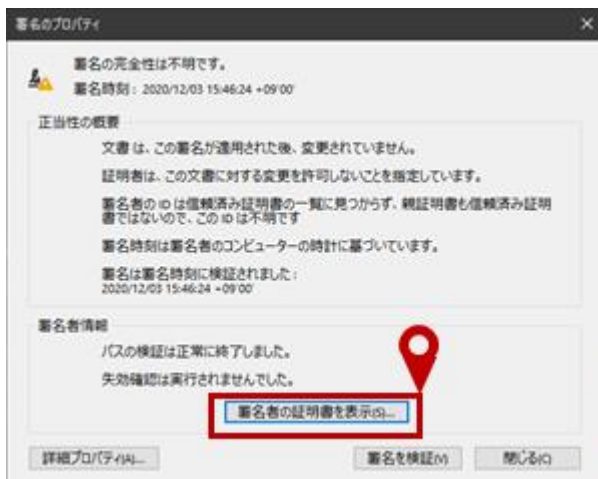 署名のプロパティ
署名の完全性は不明です。
署名時刻: 2020/12/03 15:46:24 +09'00'
正当性の概要
文書 は、この署名が適用された後、変更されていません。
証明者は、この文書に対する変更を許可しないことを指定しています。
署名者の ID は信頼済み証明書の一覧に見つからず、親証明書も信頼済み証明
書ではないので、この ID は不明です
署名時刻は署名者のコンピューターの時計に基づいています。
署名は署名時刻に検証されました:
2020/12/03 15:46:24 +09'00'
署名者情報
パスの検証は正常に終了しました。
失効確認は実行されませんでした。
署名者の証明書を表示(S)...
詳細プロパティ(A)... 署名を検証(V) 閉じる(C)